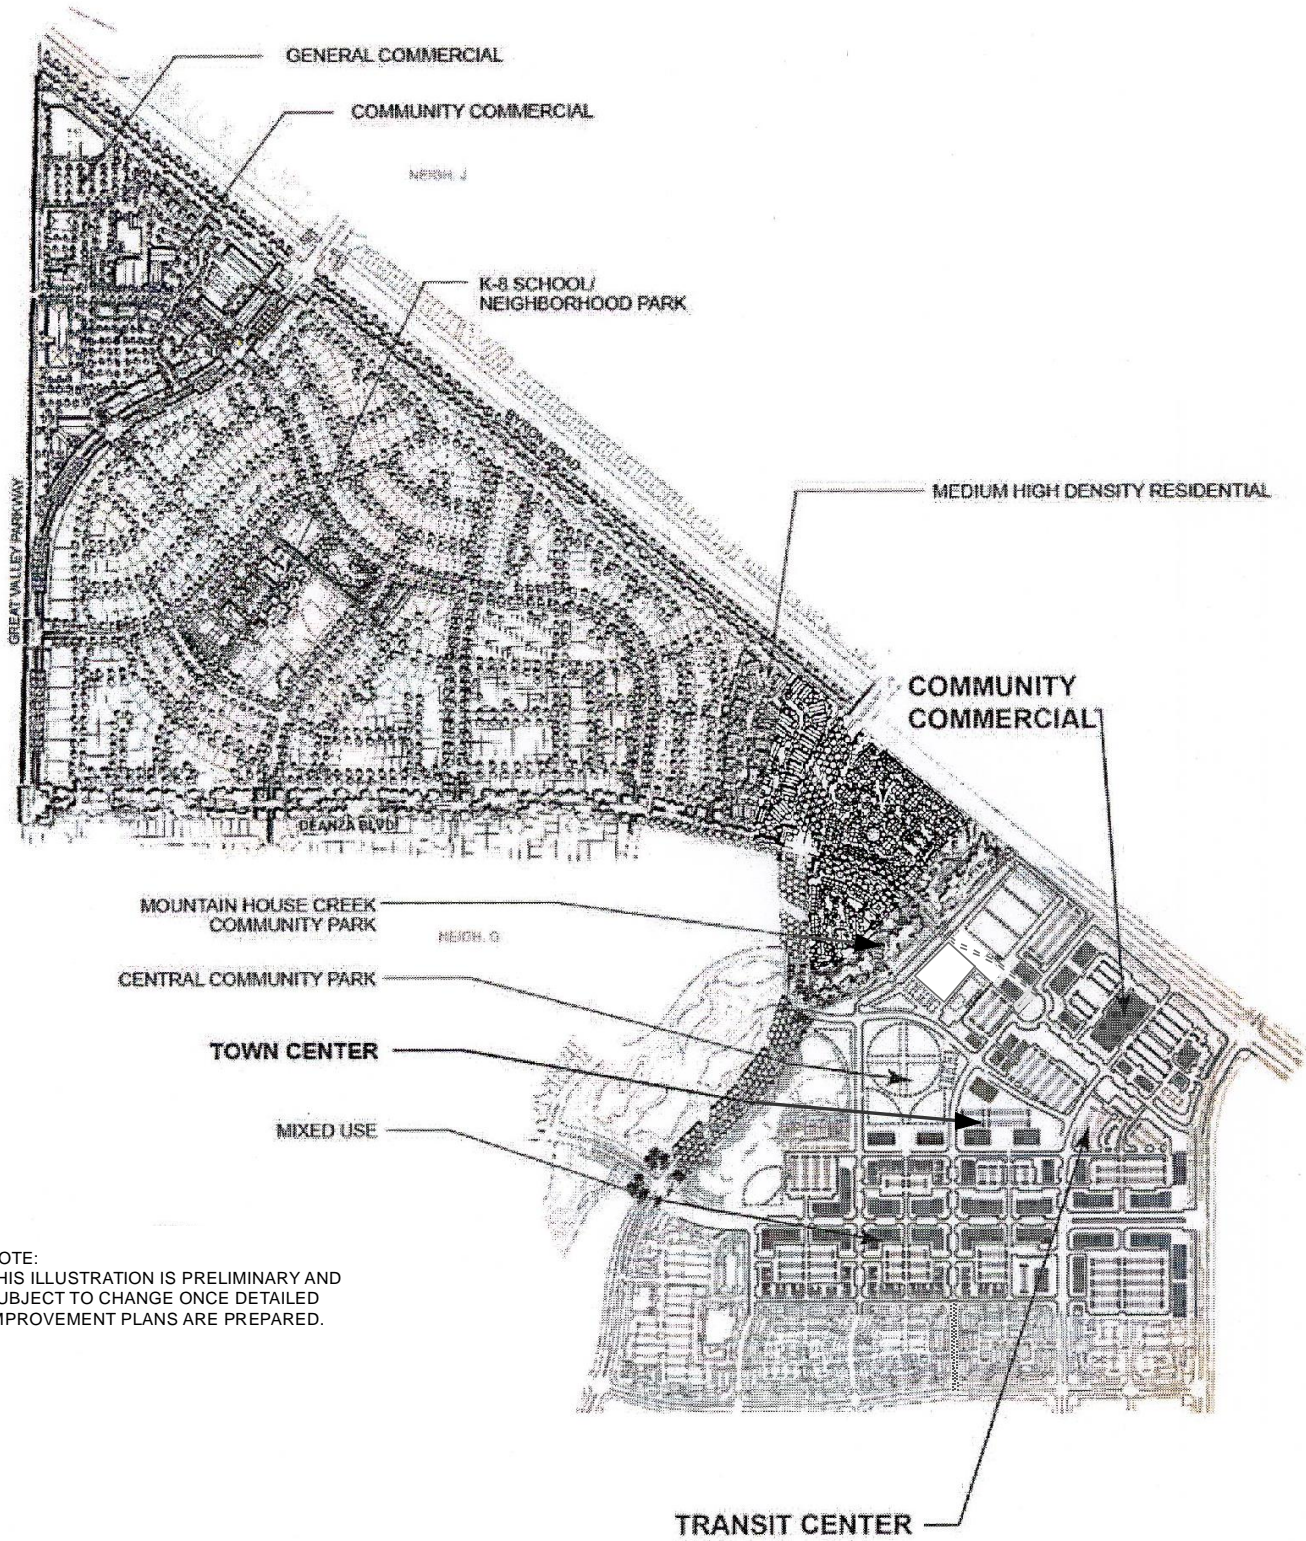 GENERAL COMMERCIAL
COMMUNITY COMMERCIAL
NEIGH. J
K-8 SCHOOL/
NEIGHBORHOOD PARK
MEDIUM HIGH DENSITY RESIDENTIAL
GREAT VALLEY PARKWAY
COMMUNITY
COMMERCIAL
DEANZA BLVD
MOUNTAIN HOUSE CREEK
COMMUNITY PARK
NEIGH. G
CENTRAL COMMUNITY PARK
TOWN CENTER
MIXED USE
OTE:
HIS ILLUSTRATION IS PRELIMINARY AND
UBJECT TO CHANGE ONCE DETAILED
MPROVEMENT PLANS ARE PREPARED.
TRANSIT CENTER